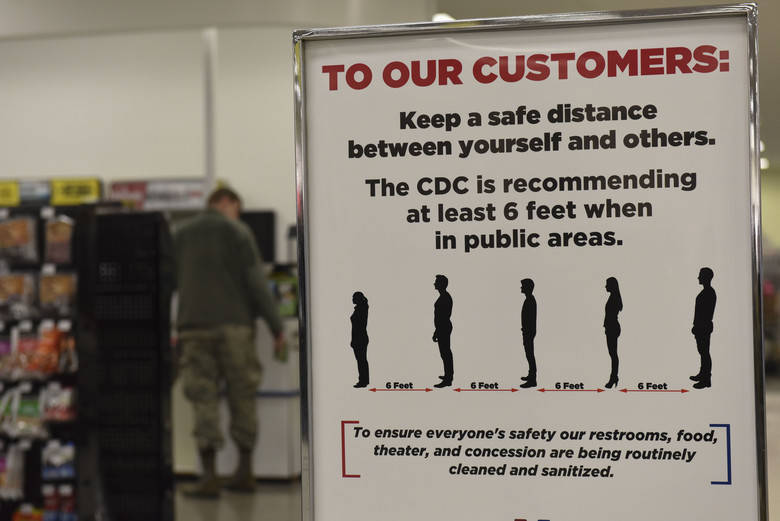 TO OUR CUSTOMERS:
Keep a safe distance
between yourself and others.
The CDC is recommending
at least 6 feet when
in public areas.
6 Feet 6 Feet 6 Feet 6 Feet
To ensure everyone's safety our restrooms, food,
theater, and concession are being routinely
cleaned and sanitized.